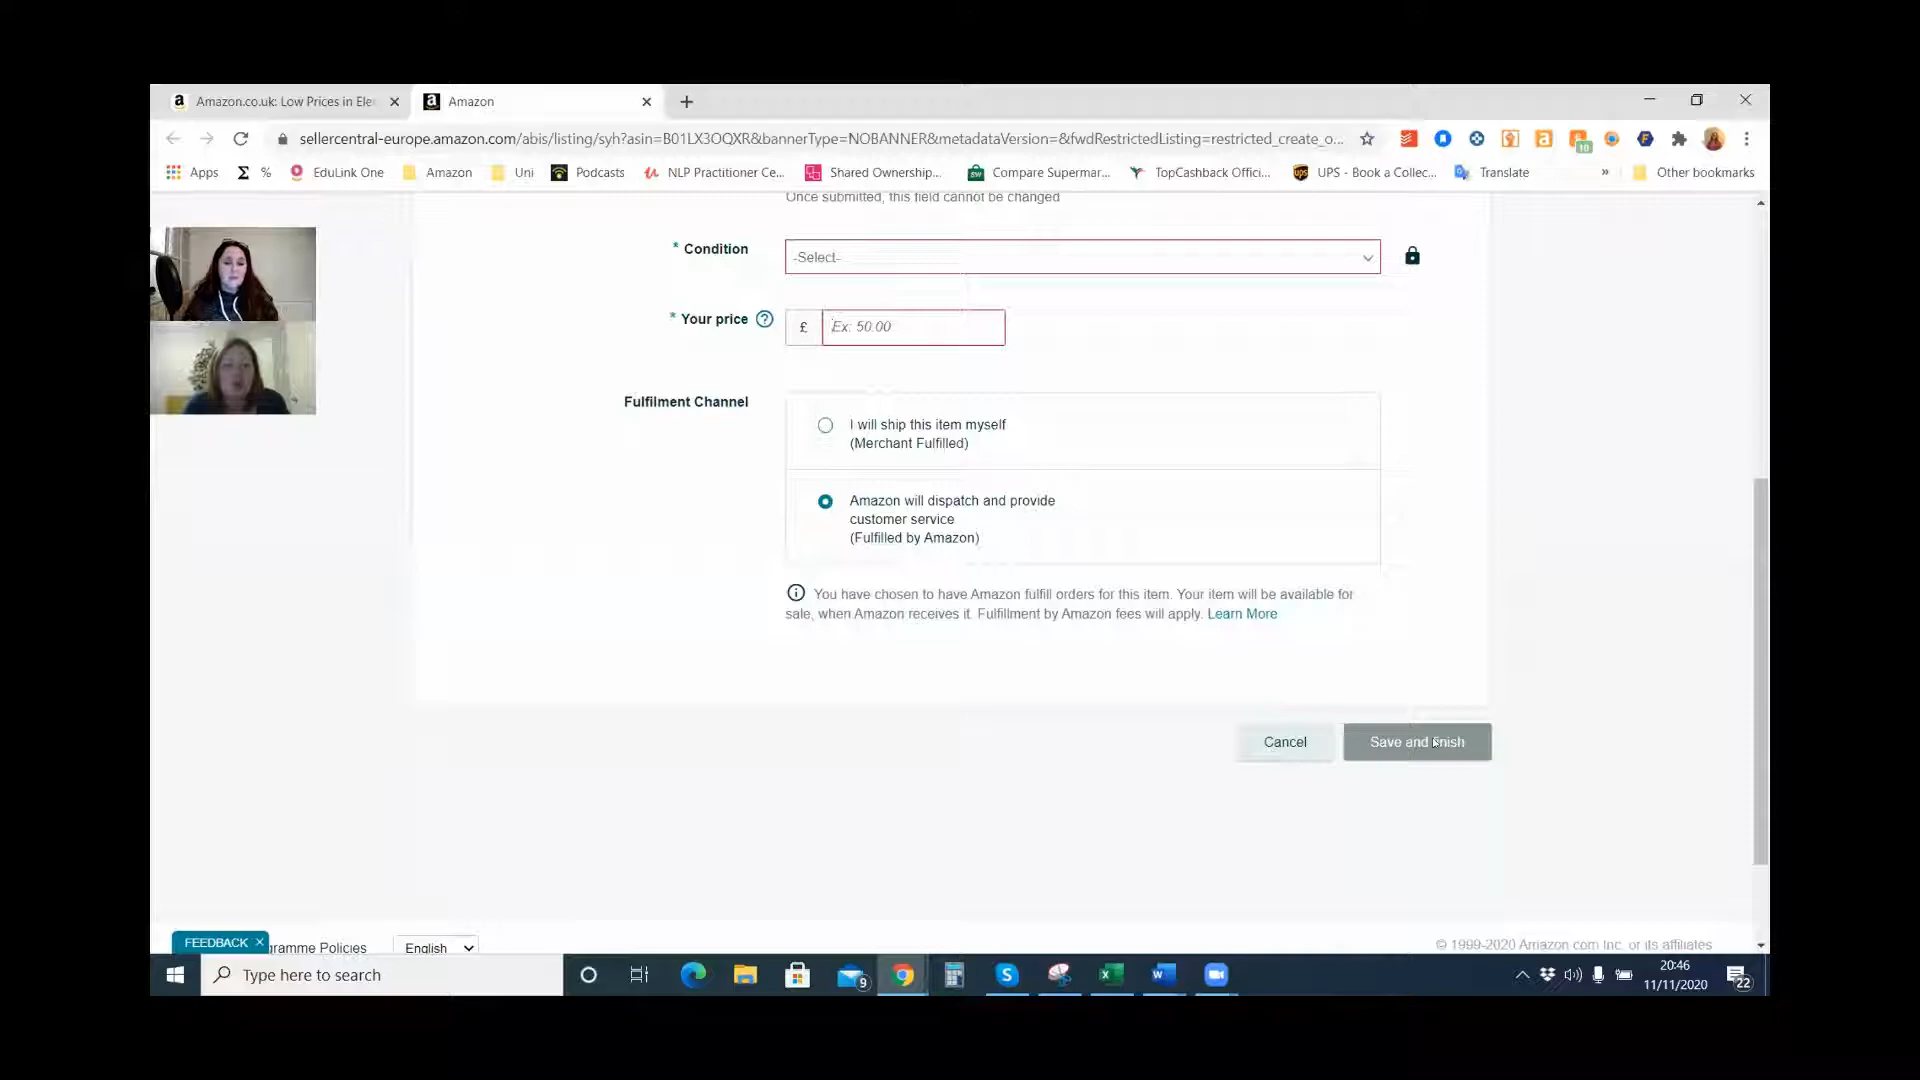 Amazon.co.uk: Low Prices in Ele
Amazon
sellercentral-europe.amazon.com/abis/listing/syh?asin=B01LX3OQXR&bannerType=NOBANNER&metadataVersion=&fwdRestrictedListing=restricted_create_o...
10
Apps
%
EduLink One
Amazon
Uni
Podcasts
NLP Practitioner Ce...
Shared Ownership...
Compare Supermar...
TopCashback Offici...
UPS - Book a Collec...
Translate
»
Other bookmarks
Once submitted, this field cannot be changed
* Condition
-Select-
* Your price
£
Ex: 50.00
Fulfilment Channel
I will ship this item myself
(Merchant Fulfilled)
Amazon will dispatch and provide
customer service
(Fulfilled by Amazon)
You have chosen to have Amazon fulfill orders for this item. Your item will be available for
sale, when Amazon receives it. Fulfillment by Amazon fees will apply. Learn More
Cancel
Save and finish
FEEDBACK ×
gramme Policies
English
© 1999-2020 Amazon.com Inc. or its affiliates
Type here to search
9
20:46
11/11/2020
22